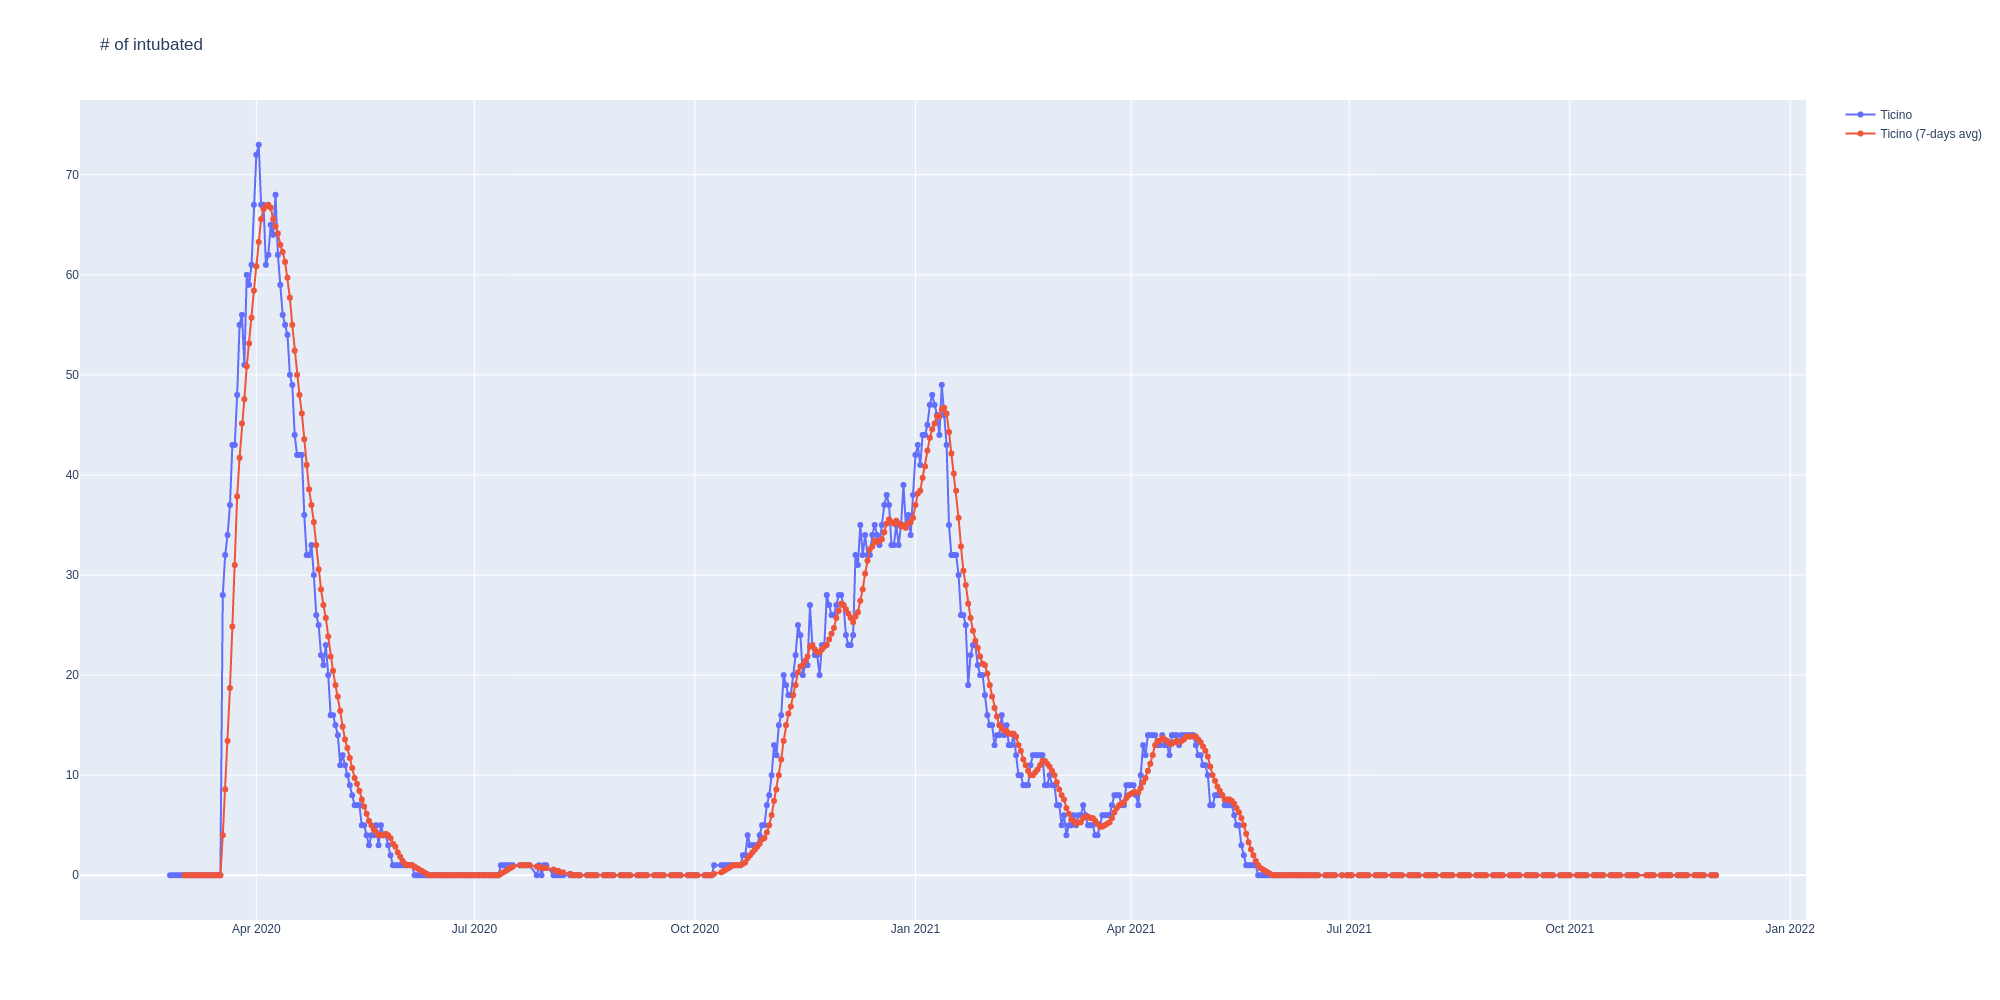 # of intubated
Ticino
Ticino (7-days avg)
70
60
50
40
30
20
10
0
Apr 2020
Jul 2020
Oct 2020
Jan 2021
Apr 2021
Jul 2021
Oct 2021
Jan 2022